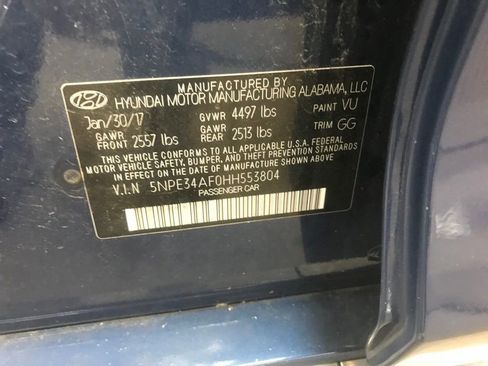 MANUFACTURED BY
HYUNDAI MOTOR MANUFACTURING ALABAMA, LLC
Jan/30/17 GVWR 4497 lbs PAINT VU
GAWR FRONT 2557 lbs GAWR REAR 2513 lbs TRIM GG
THIS VEHICLE CONFORMS TO ALL APPLICABLE U.S.A. FEDERAL
MOTOR VEHICLE SAFETY, BUMPER, AND THEFT PREVENTION STANDARDS
IN EFFECT ON THE DATE OF MANUFACTURE SHOWN ABOVE.
V.I.N 5NPE34AF0HH553804
PASSENGER CAR